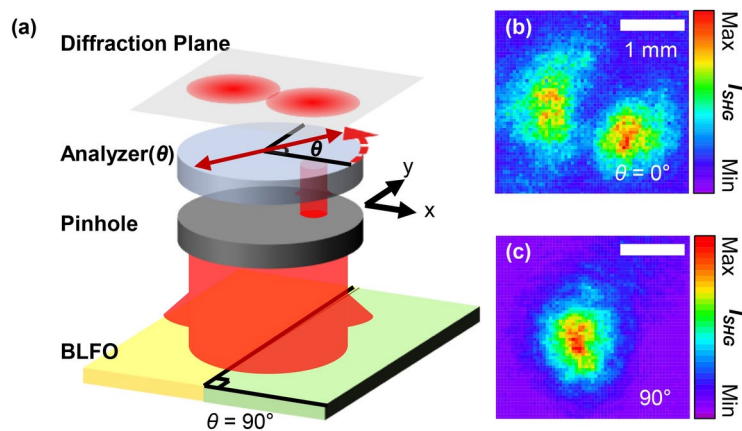 (a)
Diffraction Plane
Analyzer(θ)
θ
y
x
Pinhole
BLFO
θ = 90°
(b)
1 mm
θ = 0°
Max
I_SHG
Min
(c)
90°
Max
I_SHG
Min